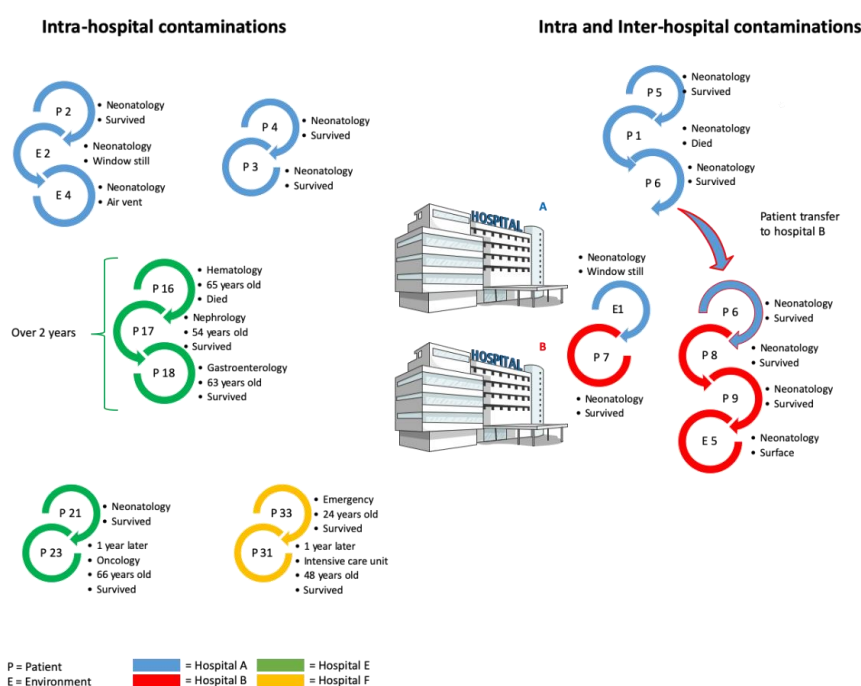 Intra-hospital contaminations
Intra and Inter-hospital contaminations
P 2
• Neonatology
• Survived
E 2
• Neonatology
• Window still
E 4
• Neonatology
• Air vent
P 4
• Neonatology
• Survived
P 3
• Neonatology
• Survived
P 5
• Neonatology
• Survived
P 1
• Neonatology
• Died
P 6
• Neonatology
• Survived
Patient transfer
to hospital B
A
HOSPITAL
B
HOSPITAL
• Neonatology
• Window still
E1
P 7
• Neonatology
• Survived
P 6
• Neonatology
• Survived
P 8
• Neonatology
• Survived
P 9
• Neonatology
• Survived
E 5
• Neonatology
• Surface
Over 2 years
P 16
• Hematology
• 65 years old
• Died
P 17
• Nephrology
• 54 years old
• Survived
P 18
• Gastroenterology
• 63 years old
• Survived
P 21
• Neonatology
• Survived
P 23
• 1 year later
• Oncology
• 66 years old
• Survived
P 33
• Emergency
• 24 years old
• Survived
P 31
• 1 year later
• Intensive care unit
• 48 years old
• Survived
P = Patient
E = Environment
= Hospital A
= Hospital B
= Hospital E
= Hospital F